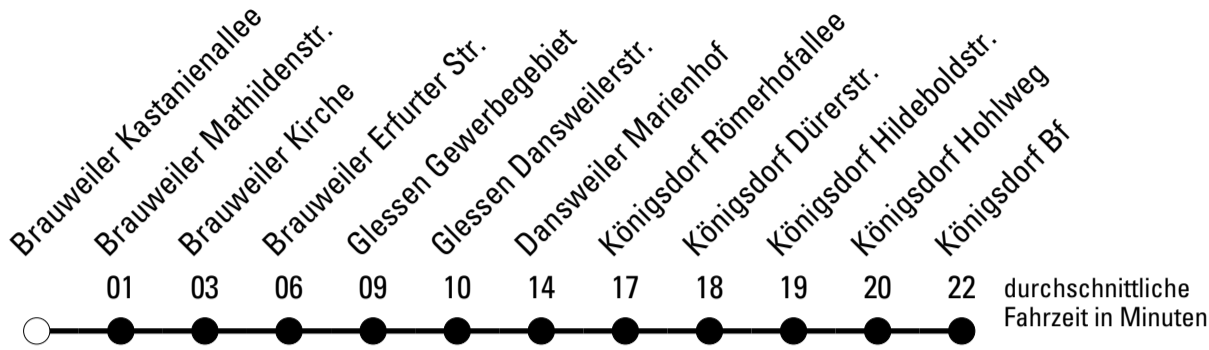 Brauweiler Kastanienallee
Brauweiler Mathildenstr.
Brauweiler Kirche
Brauweiler Erfurter Str.
Glessen Gewerbegebiet
Glessen Dansweilerstr.
Dansweiler Marienhof
Königsdorf Römerhofallee
Königsdorf Dürerstr.
Königsdorf Hildeboldstr.
Königsdorf Hohlweg
Königsdorf Bf
01 03 06 09 10 14 17 18 19 20 22
durchschnittliche
Fahrzeit in Minuten